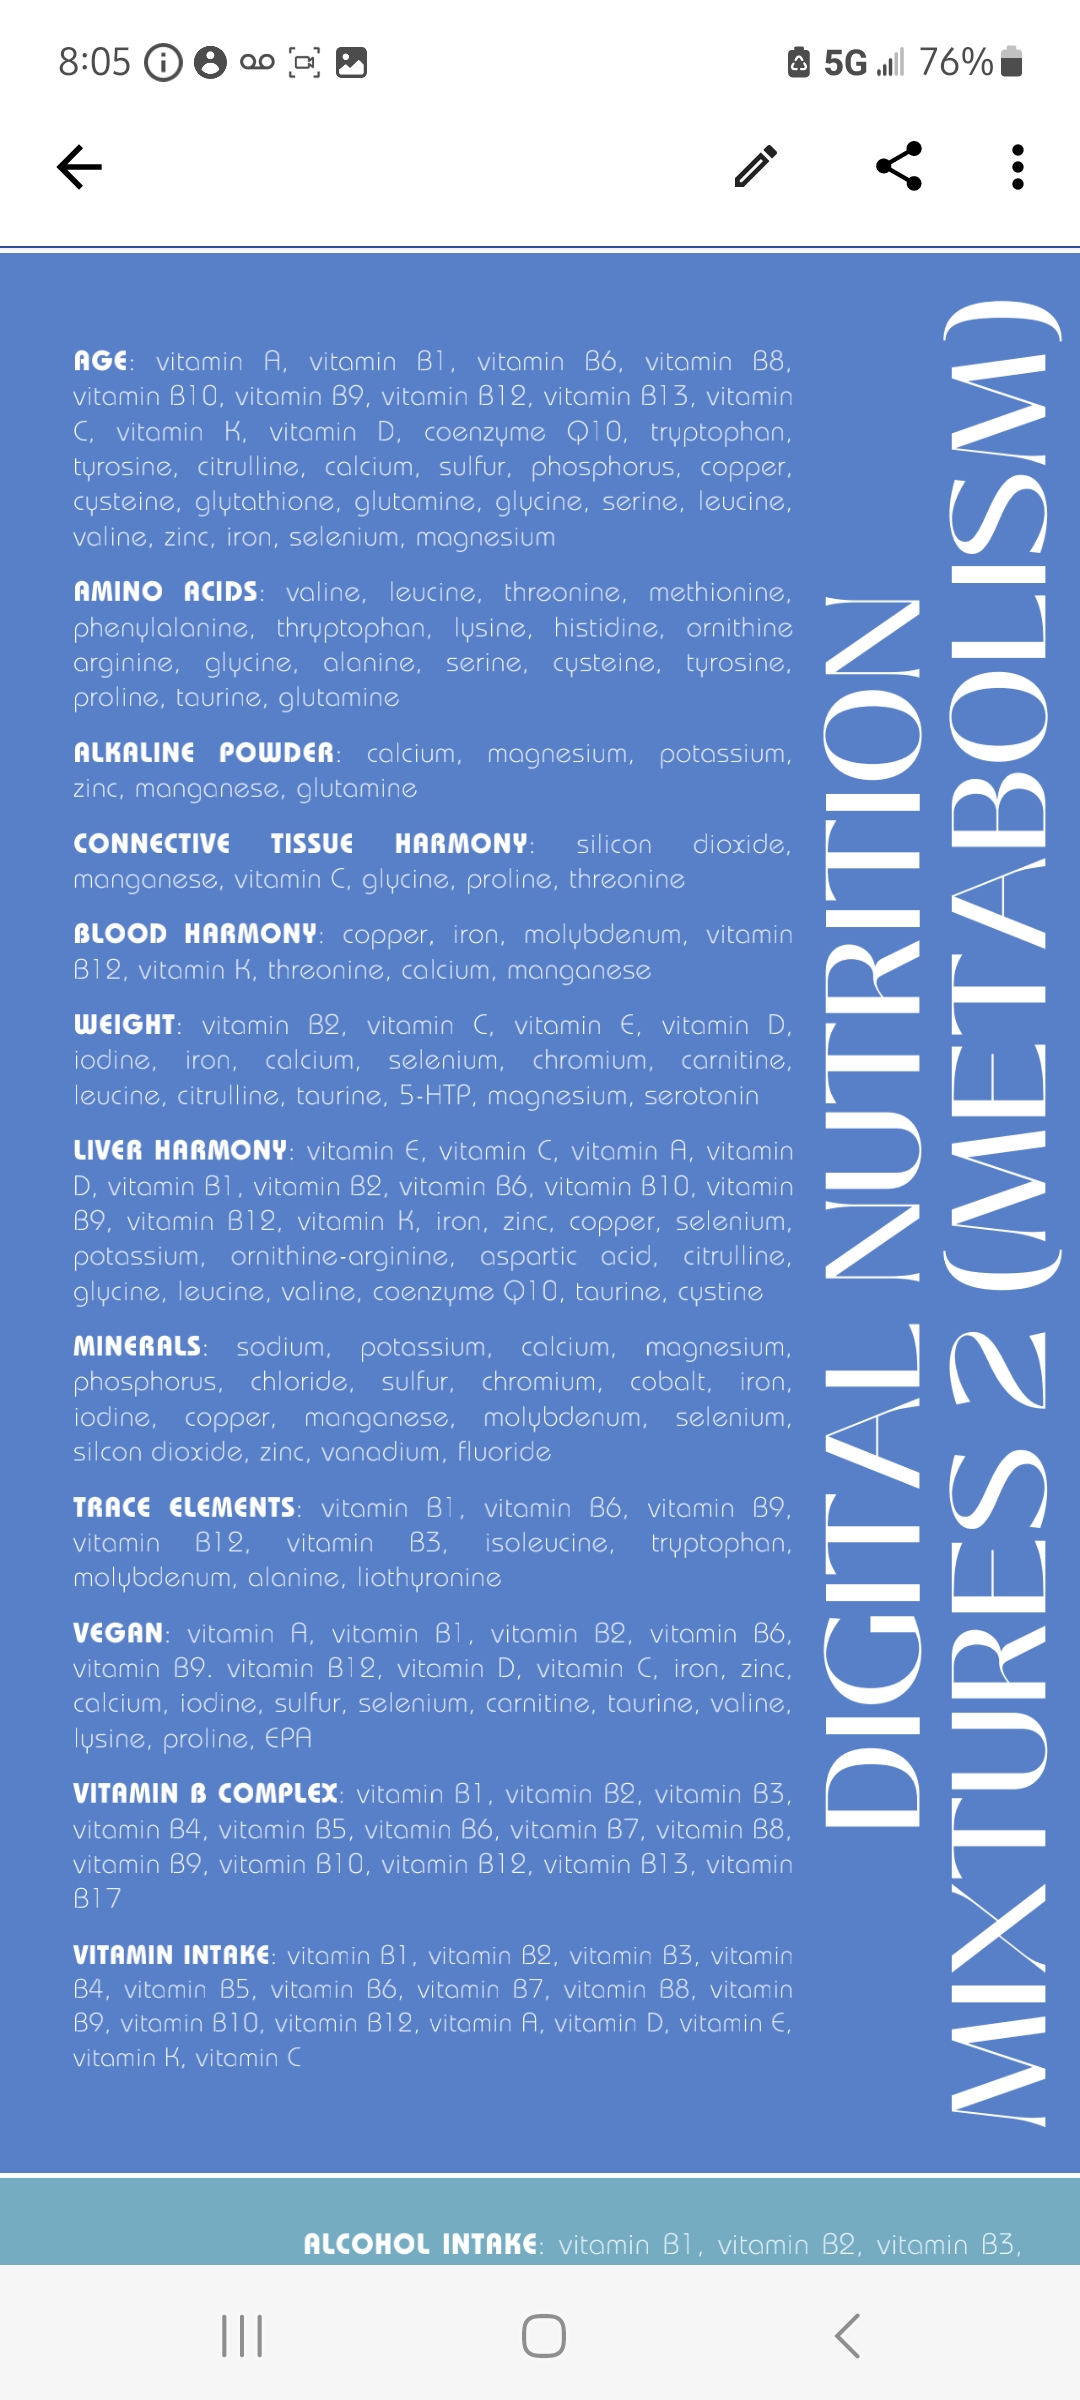 8:05
5G 76%
AGE: vitamin A, vitamin B1, vitamin B6, vitamin B8,
vitamin B10, vitamin B9, vitamin B12, vitamin B13, vitamin
C, vitamin K, vitamin D, coenzyme Q10, tryptophan,
tyrosine, citrulline, calcium, sulfur, phosphorus, copper,
cysteine, glytathione, glutamine, glycine, serine, leucine,
valine, zinc, iron, selenium, magnesium
AMINO ACIDS: valine, leucine, threonine, methionine,
phenylalanine, thryptophan, lysine, histidine, ornithine
arginine, glycine, alanine, serine, cysteine, tyrosine,
proline, taurine, glutamine
ALKALINE POWDER: calcium, magnesium, potassium,
zinc, manganese, glutamine
CONNECTIVE TISSUE HARMONY: silicon dioxide,
manganese, vitamin C, glycine, proline, threonine
BLOOD HARMONY: copper, iron, molybdenum, vitamin
B12, vitamin K, threonine, calcium, manganese
WEIGHT: vitamin B2, vitamin C, vitamin E, vitamin D,
iodine, iron, calcium, selenium, chromium, carnitine,
leucine, citrulline, taurine, 5-HTP, magnesium, serotonin
LIVER HARMONY: vitamin E, vitamin C, vitamin A, vitamin
D, vitamin B1, vitamin B2, vitamin B6, vitamin B10, vitamin
B9, vitamin B12, vitamin K, iron, zinc, copper, selenium,
potassium, ornithine-arginine, aspartic acid, citrulline,
glycine, leucine, valine, coenzyme Q10, taurine, cystine
MINERALS: sodium, potassium, calcium, magnesium,
phosphorus, chloride, sulfur, chromium, cobalt, iron,
iodine, copper, manganese, molybdenum, selenium,
silcon dioxide, zinc, vanadium, fluoride
TRACE ELEMENTS: vitamin B1, vitamin B6, vitamin B9,
vitamin B12, vitamin B3, isoleucine, tryptophan,
molybdenum, alanine, liothyronine
VEGAN: vitamin A, vitamin B1, vitamin B2, vitamin B6,
vitamin B9. vitamin B12, vitamin D, vitamin C, iron, zinc,
calcium, iodine, sulfur, selenium, carnitine, taurine, valine,
lysine, proline, EPA
VITAMIN B COMPLEX: vitamin B1, vitamin B2, vitamin B3,
vitamin B4, vitamin B5, vitamin B6, vitamin B7, vitamin B8,
vitamin B9, vitamin B10, vitamin B12, vitamin B13, vitamin
B17
VITAMIN INTAKE: vitamin B1, vitamin B2, vitamin B3, vitamin
B4, vitamin B5, vitamin B6, vitamin B7, vitamin B8, vitamin
B9, vitamin B10, vitamin B12, vitamin A, vitamin D, vitamin E,
vitamin K, vitamin C
DIGITAL NUTRITION
MIXTURES 2 (METABOLISM)
ALCOHOL INTAKE: vitamin B1, vitamin B2, vitamin B3,